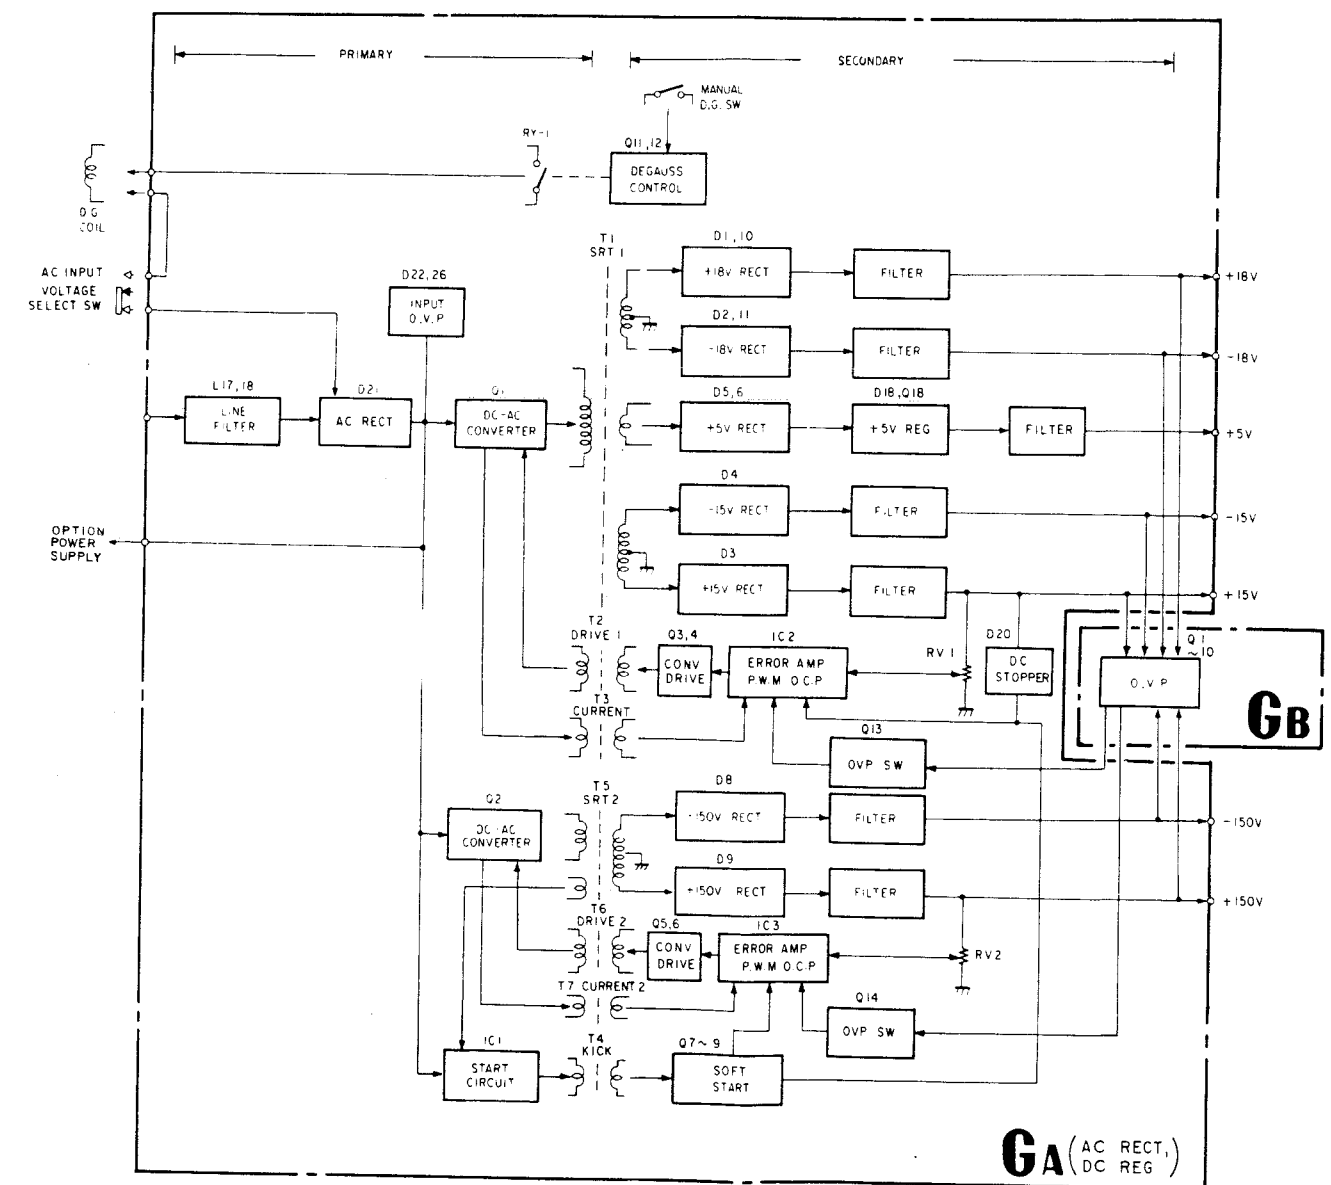 PRIMARY
SECONDARY
MANUAL
D.G. SW
RY-1
Q11,12
DEGAUSS
CONTROL
D.G.
COIL
AC INPUT
VOLTAGE
SELECT SW
D22,26
INPUT
O.V.P
T1
SRT 1
D1,10
+18V RECT
FILTER
+18V
D2,11
-18V RECT
FILTER
-18V
L17,18
LINE
FILTER
D21
AC RECT
Q1
DC-AC
CONVERTER
D5,6
+5V RECT
D18,Q18
+5V REG
FILTER
+5V
OPTION
POWER
SUPPLY
D4
-15V RECT
FILTER
-15V
D3
+15V RECT
FILTER
+15V
T2
DRIVE 1
Q3,4
CONV
DRIVE
IC2
ERROR AMP
P.W.M O.C.P
RV1
D20
DC
STOPPER
Q1
~10
O.V.P
GB
T3
CURRENT
Q13
OVP SW
T5
SRT2
Q2
DC-AC
CONVERTER
D8
-150V RECT
FILTER
-150V
D9
+150V RECT
FILTER
+150V
T6
DRIVE 2
Q5,6
CONV
DRIVE
IC3
ERROR AMP
P.W.M O.C.P
RV2
T7 CURRENT 2
Q14
OVP SW
IC1
START
CIRCUIT
T4
KICK
Q7~9
SOFT
START
GA (AC RECT,
DC REG)